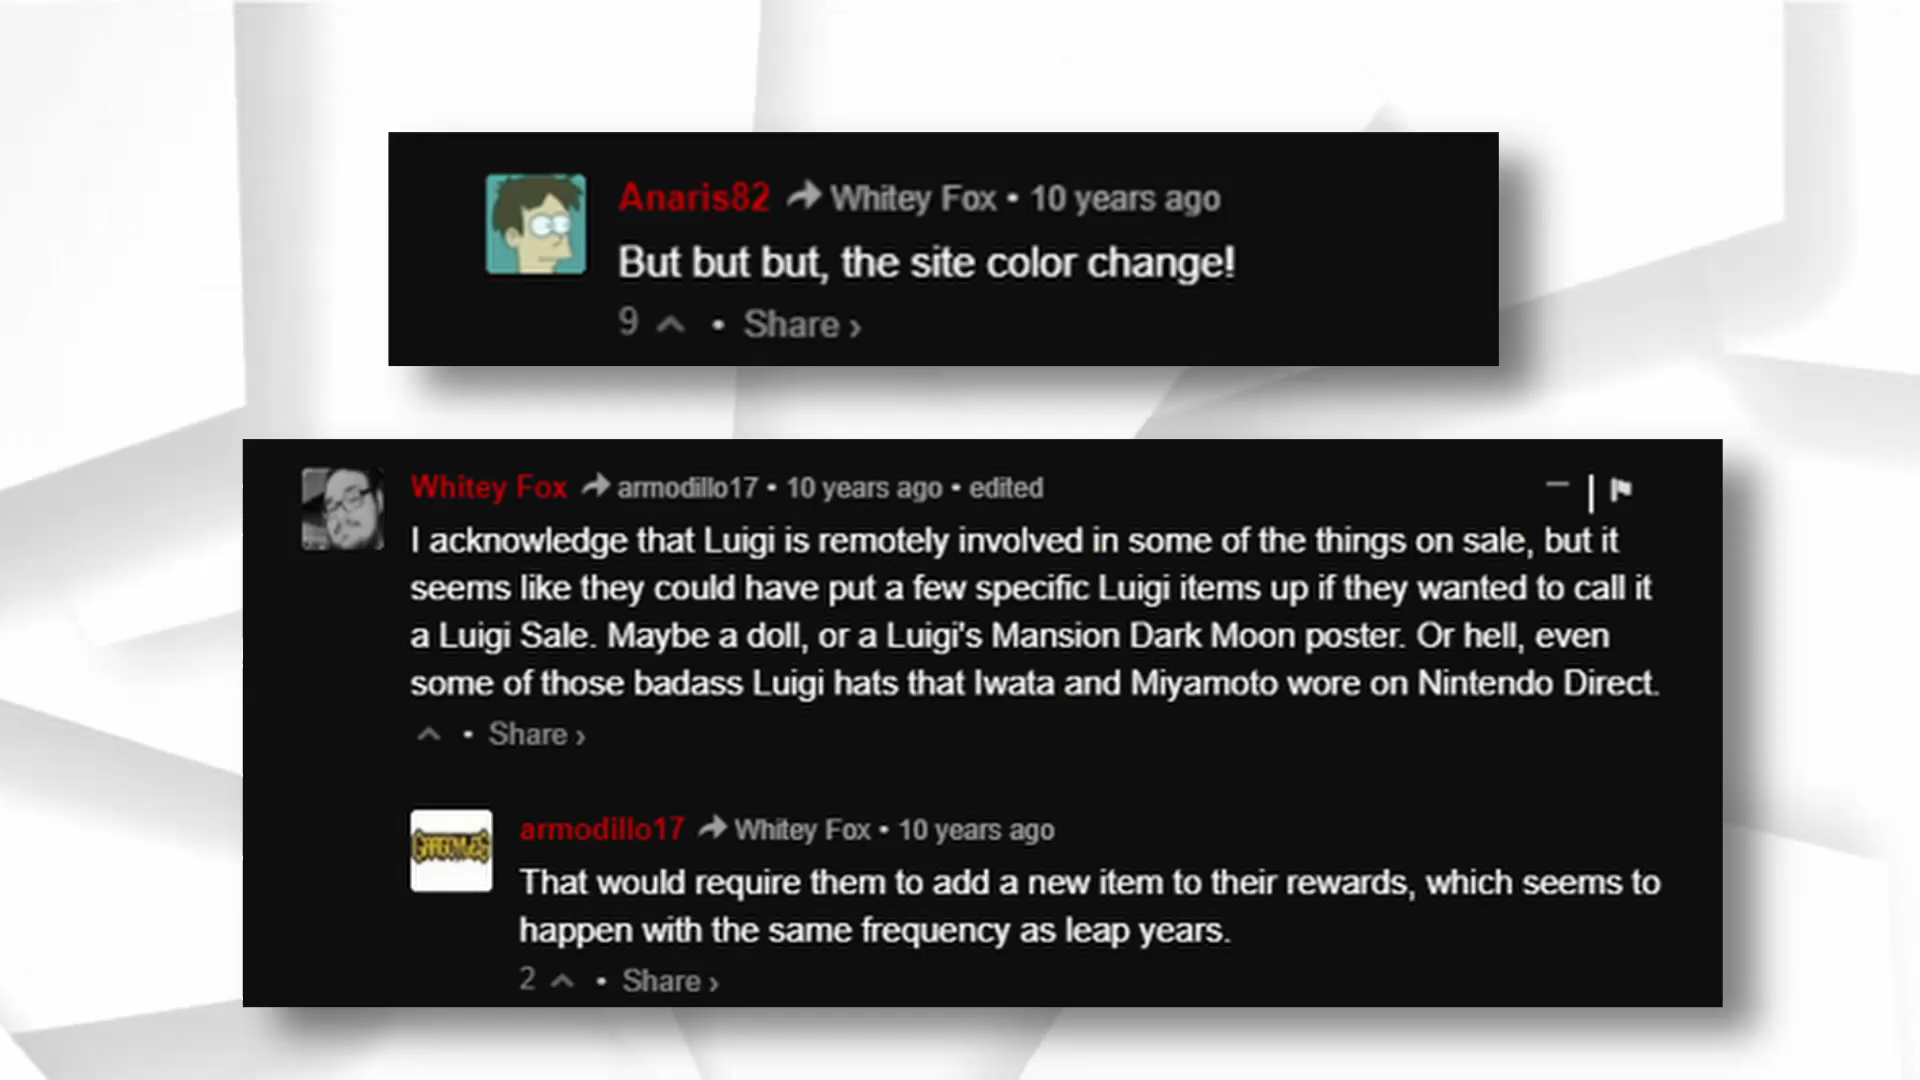 Anaris82 Whitey Fox • 10 years ago
But but but, the site color change!
9 • Share ›
Whitey Fox armodillo17 • 10 years ago • edited
I acknowledge that Luigi is remotely involved in some of the things on sale, but it
seems like they could have put a few specific Luigi items up if they wanted to call it
a Luigi Sale. Maybe a doll, or a Luigi's Mansion Dark Moon poster. Or hell, even
some of those badass Luigi hats that Iwata and Miyamoto wore on Nintendo Direct.
• Share ›
GARGOYLES
armodillo17 Whitey Fox • 10 years ago
That would require them to add a new item to their rewards, which seems to
happen with the same frequency as leap years.
2 • Share ›